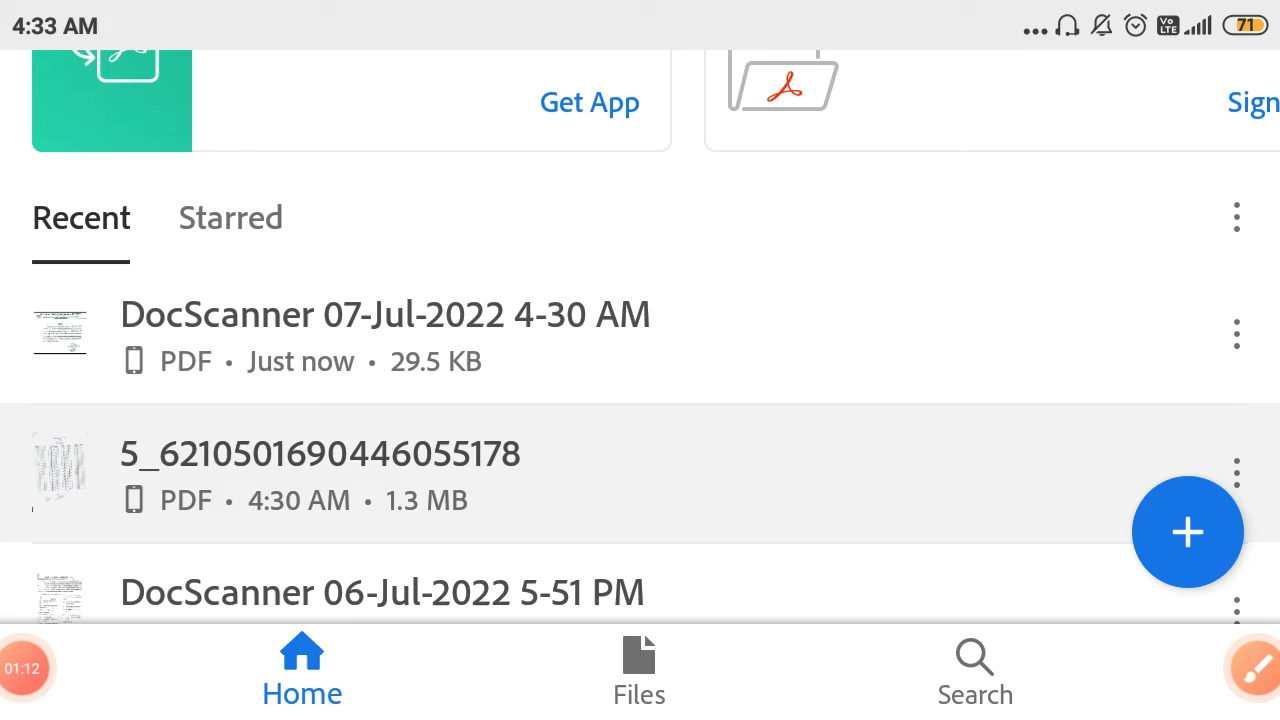 4:33 AM
Vo LTE
71
Get App
Sign
Recent Starred
DocScanner 07-Jul-2022 4-30 AM
PDF • Just now • 29.5 KB
5_6210501690446055178
PDF • 4:30 AM • 1.3 MB
DocScanner 06-Jul-2022 5-51 PM
01:12
Home Files Search